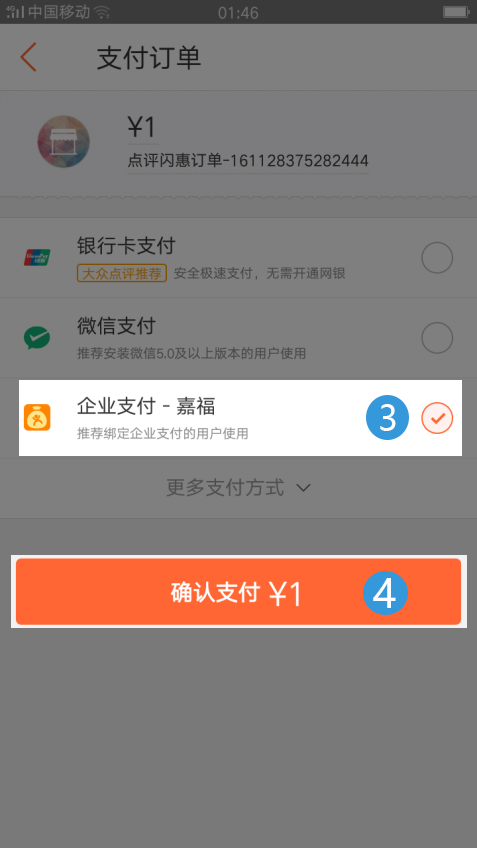 4G 中国移动 01:46
支付订单
¥1
点评闪惠订单-161128375282444
银行卡支付
大众点评推荐 安全极速支付，无需开通网银
微信支付
推荐安装微信5.0及以上版本的用户使用
企业支付 - 嘉福
3
推荐绑定企业支付的用户使用
更多支付方式
确认支付 ¥1 4